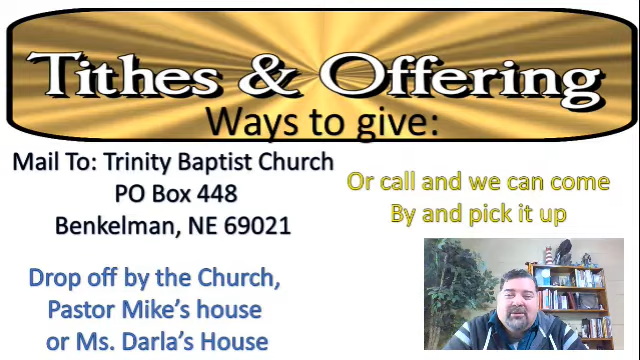 Tithes & Offering
Ways to give:
Mail To: Trinity Baptist Church
PO Box 448
Benkelman, NE 69021
Or call and we can come
By and pick it up
Drop off by the Church,
Pastor Mike's house
or Ms. Darla's House